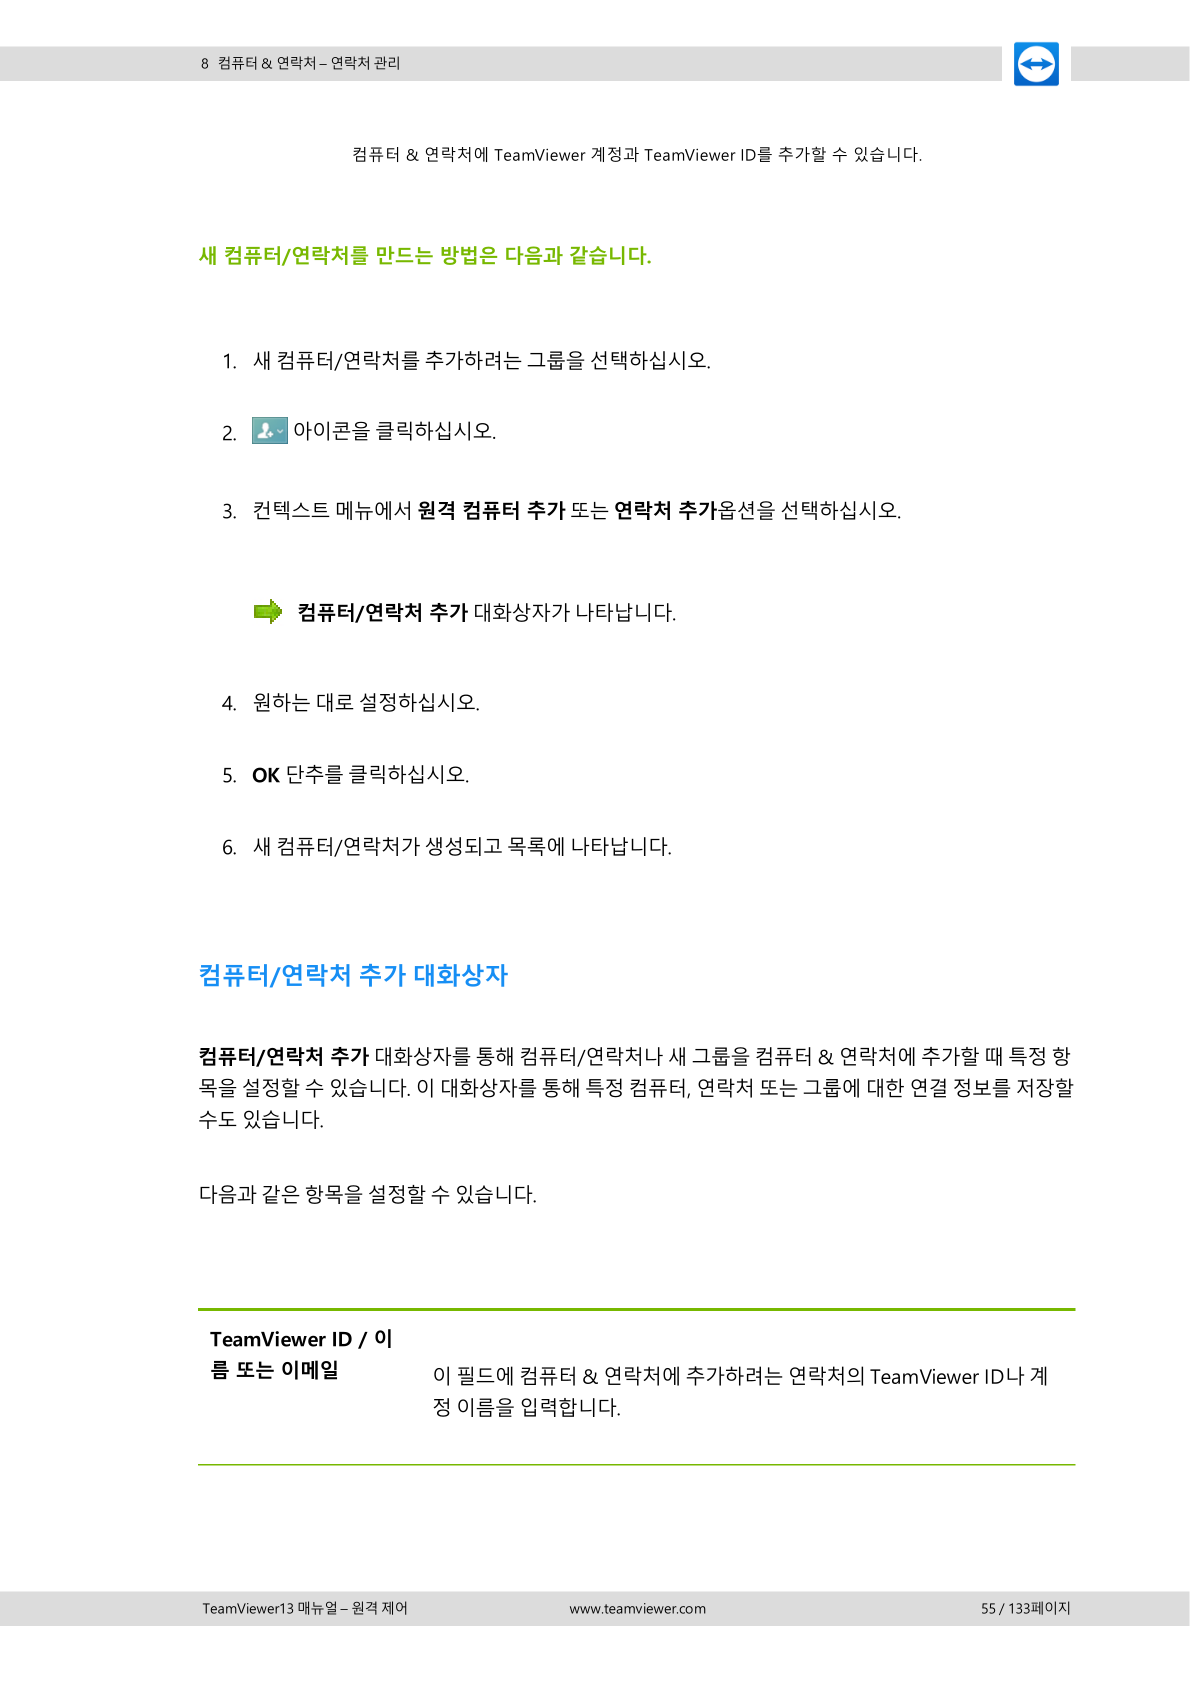 8 컴퓨터 & 연락처 – 연락처 관리
컴퓨터 & 연락처에 TeamViewer 계정과 TeamViewer ID를 추가할 수 있습니다.
새 컴퓨터/연락처를 만드는 방법은 다음과 같습니다.
1. 새 컴퓨터/연락처를 추가하려는 그룹을 선택하십시오.
2. 아이콘을 클릭하십시오.
3. 컨텍스트 메뉴에서 원격 컴퓨터 추가 또는 연락처 추가옵션을 선택하십시오.
컴퓨터/연락처 추가 대화상자가 나타납니다.
4. 원하는 대로 설정하십시오.
5. OK 단추를 클릭하십시오.
6. 새 컴퓨터/연락처가 생성되고 목록에 나타납니다.
컴퓨터/연락처 추가 대화상자
컴퓨터/연락처 추가 대화상자를 통해 컴퓨터/연락처나 새 그룹을 컴퓨터 & 연락처에 추가할 때 특정 항
목을 설정할 수 있습니다. 이 대화상자를 통해 특정 컴퓨터, 연락처 또는 그룹에 대한 연결 정보를 저장할
수도 있습니다.
다음과 같은 항목을 설정할 수 있습니다.
TeamViewer ID / 이
름 또는 이메일
이 필드에 컴퓨터 & 연락처에 추가하려는 연락처의 TeamViewer ID나 계
정 이름을 입력합니다.
TeamViewer13 매뉴얼 – 원격 제어 www.teamviewer.com 55 / 133페이지